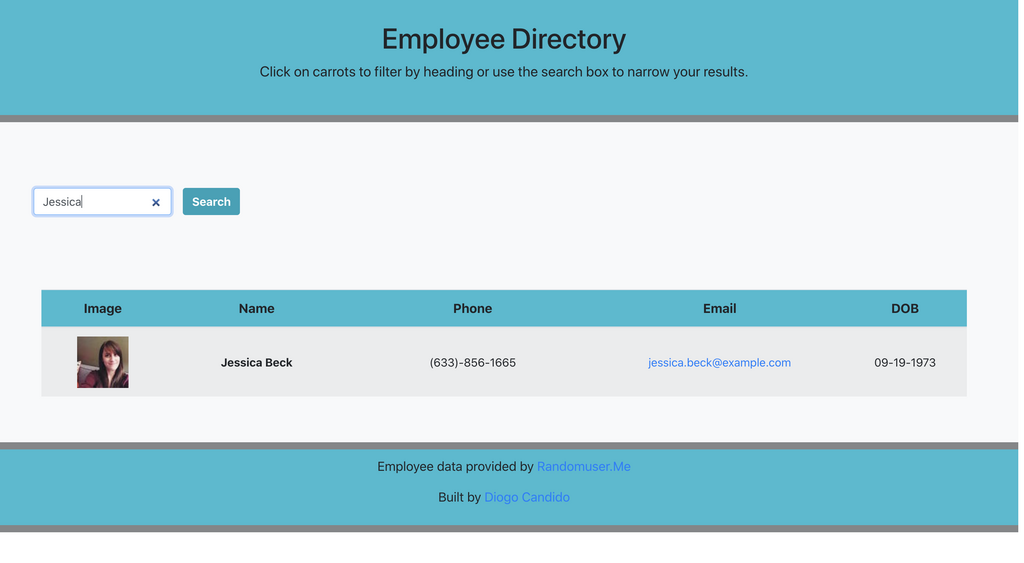 Employee Directory
Click on carrots to filter by heading or use the search box to narrow your results.
Jessica
Search
Image Name Phone Email DOB
Jessica Beck (633)-856-1665 jessica.beck@example.com 09-19-1973
Employee data provided by Randomuser.Me
Built by Diogo Candido